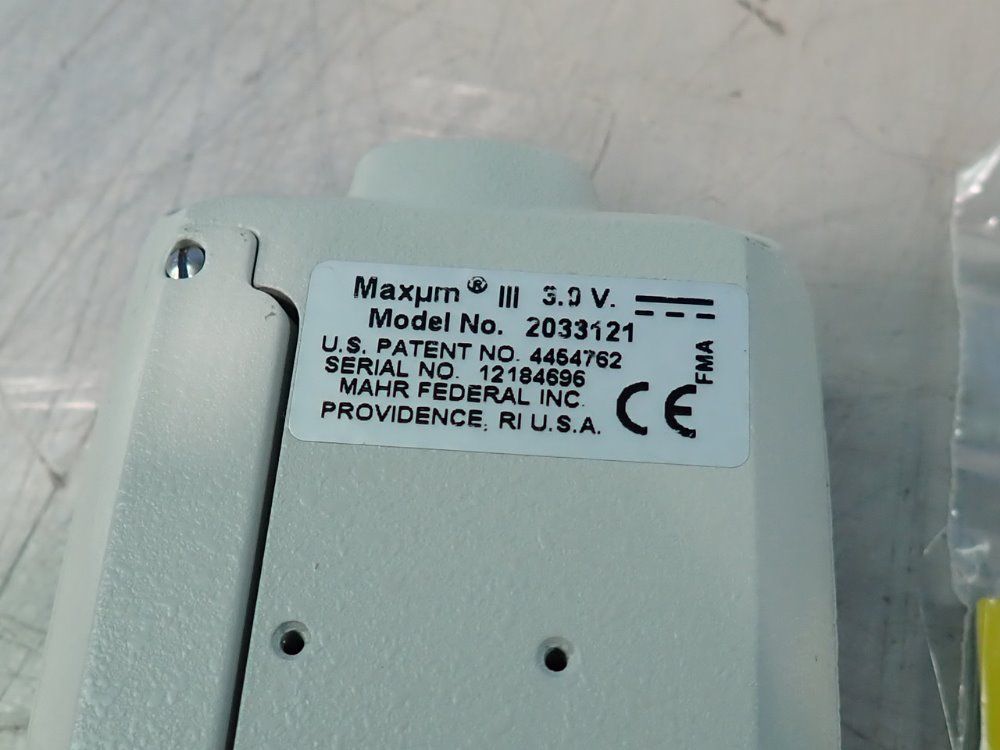 Maxµm® III 3.0 V.
Model No. 2033121
U.S. PATENT NO. 4464762
SERIAL NO. 12184696
MAHR FEDERAL INC.
PROVIDENCE, RI U.S.A.
CE
FMA